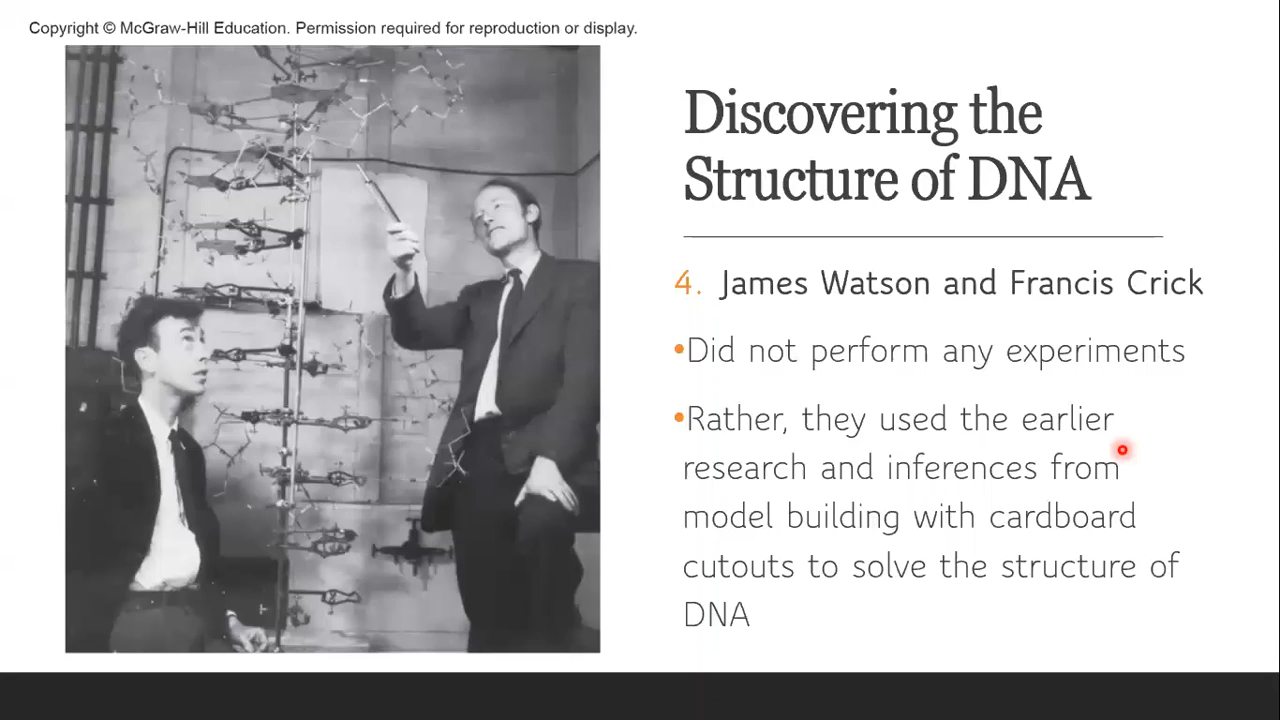 Copyright © McGraw-Hill Education. Permission required for reproduction or display.
Discovering the
Structure of DNA
4. James Watson and Francis Crick
•Did not perform any experiments
•Rather, they used the earlier
research and inferences from
model building with cardboard
cutouts to solve the structure of
DNA